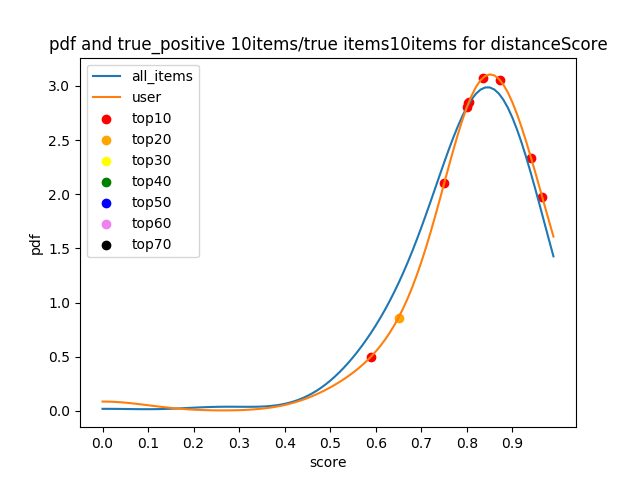 pdf and true_positive 10items/true items10items for distanceScore
all_items
user
top10
top20
top30
top40
top50
top60
top70
pdf
3.0
2.5
2.0
1.5
1.0
0.5
0.0
0.0 0.1 0.2 0.3 0.4 0.5 0.6 0.7 0.8 0.9
score